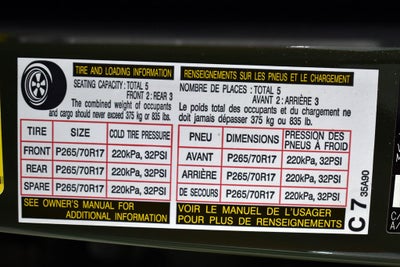 TIRE AND LOADING INFORMATION
SEATING CAPACITY: TOTAL 5
FRONT 2 : REAR 3
The combined weight of occupants
and cargo should never exceed 375 kg or 835 lbs.
TIRE SIZE COLD TIRE PRESSURE
FRONT P265/70R17 220kPa, 32PSI
REAR P265/70R17 220kPa, 32PSI
SPARE P265/70R17 220kPa, 32PSI
SEE OWNER'S MANUAL FOR
ADDITIONAL INFORMATION
RENSEIGNEMENTS SUR LES PNEUS ET LE CHARGEMENT
NOMBRE DE PLACES : TOTAL 5
AVANT 2 : ARRIÈRE 3
Le poids total des occupants et du chargement ne
doit jamais dépasser 375 kg ou 835 lb.
PNEU DIMENSIONS PRESSION DES
PNEUS À FROID
AVANT P265/70R17 220kPa, 32PSI
ARRIÈRE P265/70R17 220kPa, 32PSI
DE SECOURS P265/70R17 220kPa, 32PSI
VOIR LE MANUEL DE L'USAGER
POUR PLUS DE RENSEIGNEMENTS
C 7 35A90